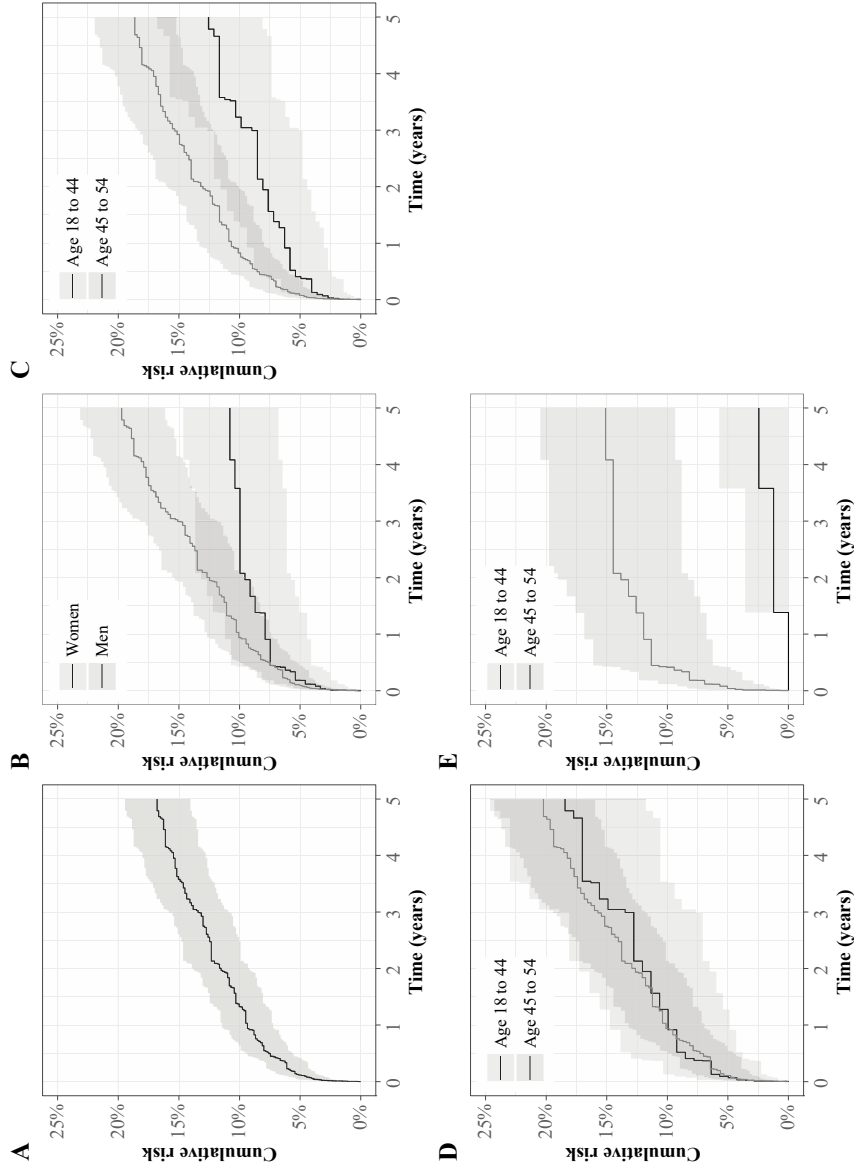 A
25%
20%
15%
10%
5%
0%
Cumulative risk
0 1 2 3 4 5
Time (years)
B
25%
20%
15%
10%
5%
0%
Cumulative risk
Women
Men
0 1 2 3 4 5
Time (years)
C
25%
20%
15%
10%
5%
0%
Cumulative risk
Age 18 to 44
Age 45 to 54
0 1 2 3 4 5
Time (years)
D
25%
20%
15%
10%
5%
0%
Cumulative risk
Age 18 to 44
Age 45 to 54
0 1 2 3 4 5
Time (years)
E
25%
20%
15%
10%
5%
0%
Cumulative risk
Age 18 to 44
Age 45 to 54
0 1 2 3 4 5
Time (years)